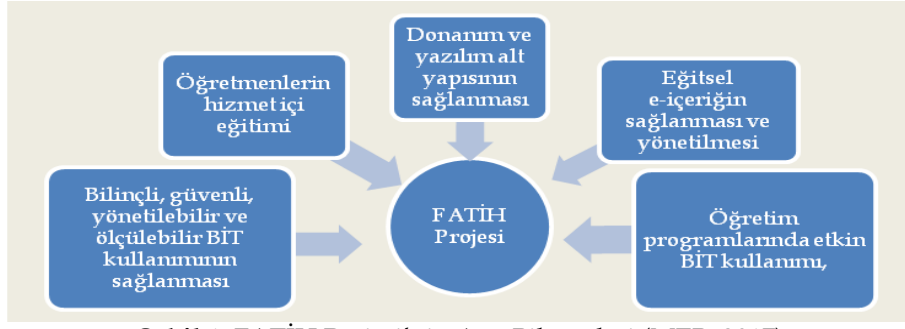 Donanım ve
yazılım alt
yapısının
sağlanması
Öğretmenlerin
hizmet içi
eğitimi
Eğitsel
e-içeriğin
sağlanması ve
yönetilmesi
Bilinçli, güvenli,
yönetilebilir ve
ölçülebilir BİT
kullanımının
sağlanması
FATİH
Projesi
Öğretim
programlarında etkin
BİT kullanımı,